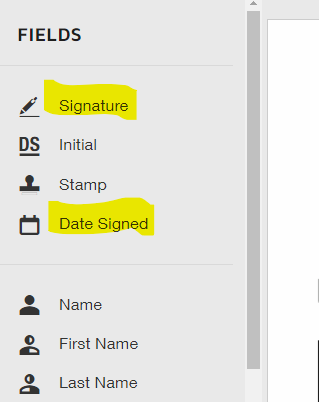 FIELDS
Signature
DS Initial
Stamp
Date Signed
Name
First Name
Last Name